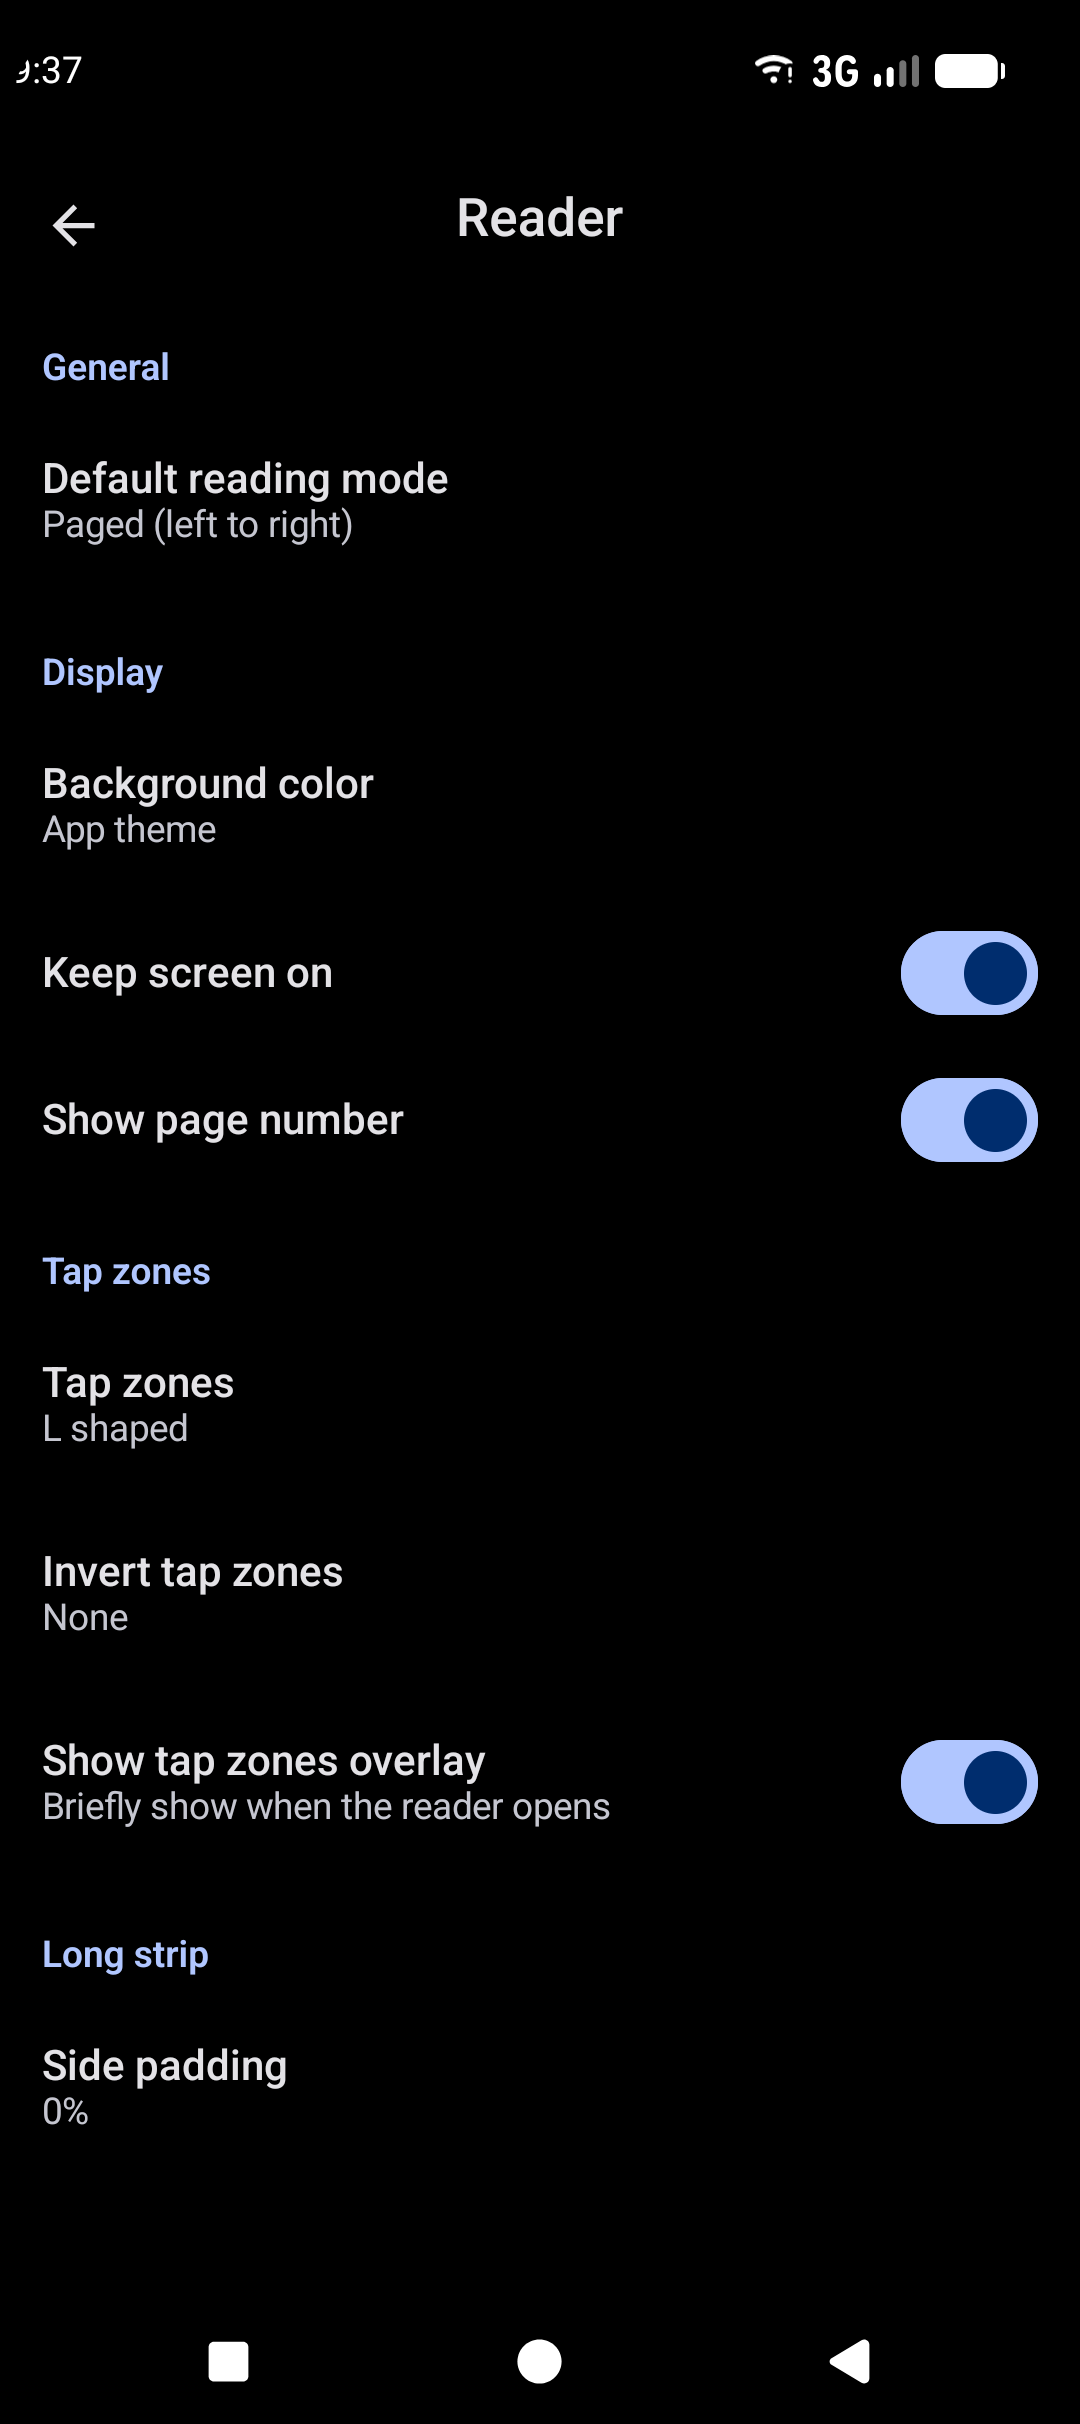 :37 3G
Reader
General
Default reading mode
Paged (left to right)
Display
Background color
App theme
Keep screen on
Show page number
Tap zones
Tap zones
L shaped
Invert tap zones
None
Show tap zones overlay
Briefly show when the reader opens
Long strip
Side padding
0%